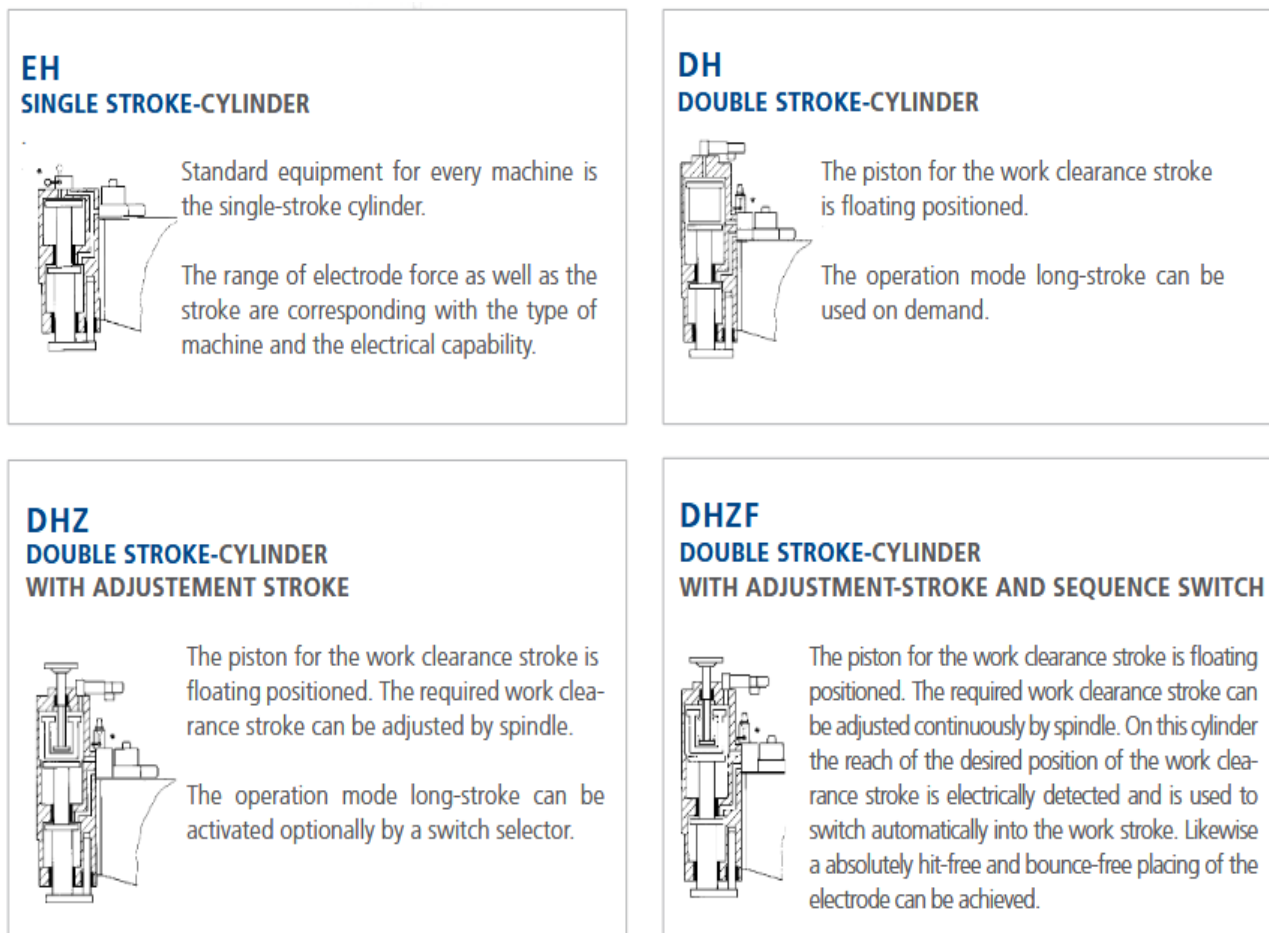 EH
SINGLE STROKE-CYLINDER
Standard equipment for every machine is
the single-stroke cylinder.
The range of electrode force as well as the
stroke are corresponding with the type of
machine and the electrical capability.
DH
DOUBLE STROKE-CYLINDER
The piston for the work clearance stroke
is floating positioned.
The operation mode long-stroke can be
used on demand.
DHZ
DOUBLE STROKE-CYLINDER
WITH ADJUSTEMENT STROKE
The piston for the work clearance stroke is
floating positioned. The required work clea-
rance stroke can be adjusted by spindle.
The operation mode long-stroke can be
activated optionally by a switch selector.
DHZF
DOUBLE STROKE-CYLINDER
WITH ADJUSTMENT-STROKE AND SEQUENCE SWITCH
The piston for the work clearance stroke is floating
positioned. The required work clearance stroke can
be adjusted continuously by spindle. On this cylinder
the reach of the desired position of the work clea-
rance stroke is electrically detected and is used to
switch automatically into the work stroke. Likewise
a absolutely hit-free and bounce-free placing of the
electrode can be achieved.